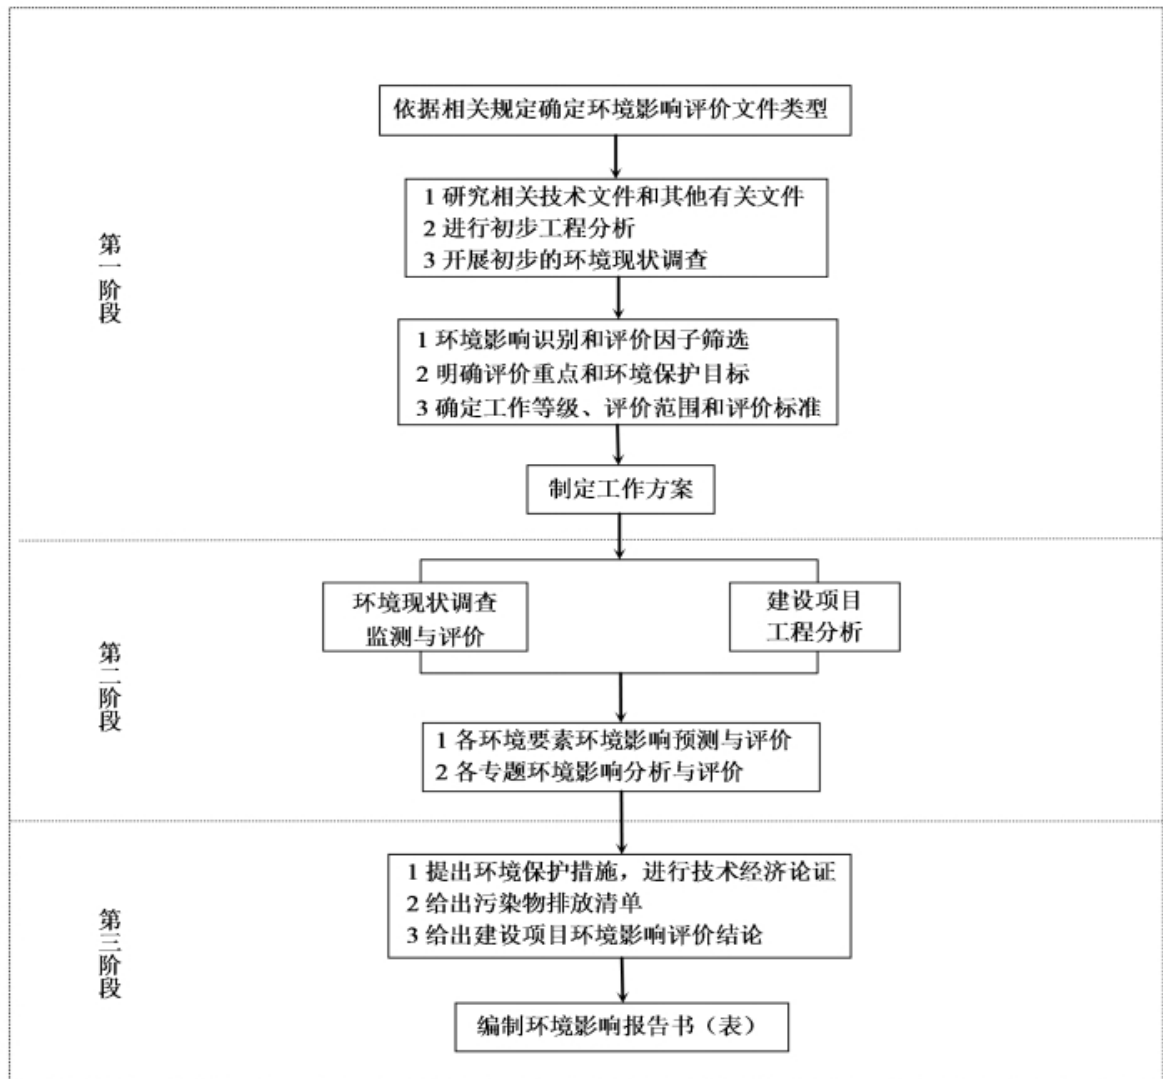 依据相关规定确定环境影响评价文件类型
1 研究相关技术文件和其他有关文件
2 进行初步工程分析
3 开展初步的环境现状调查
第一阶段
1 环境影响识别和评价因子筛选
2 明确评价重点和环境保护目标
3 确定工作等级、评价范围和评价标准
制定工作方案
环境现状调查
监测与评价
建设项目
工程分析
第二阶段
1 各环境要素环境影响预测与评价
2 各专题环境影响分析与评价
1 提出环境保护措施，进行技术经济论证
2 给出污染物排放清单
3 给出建设项目环境影响评价结论
第三阶段
编制环境影响报告书（表）